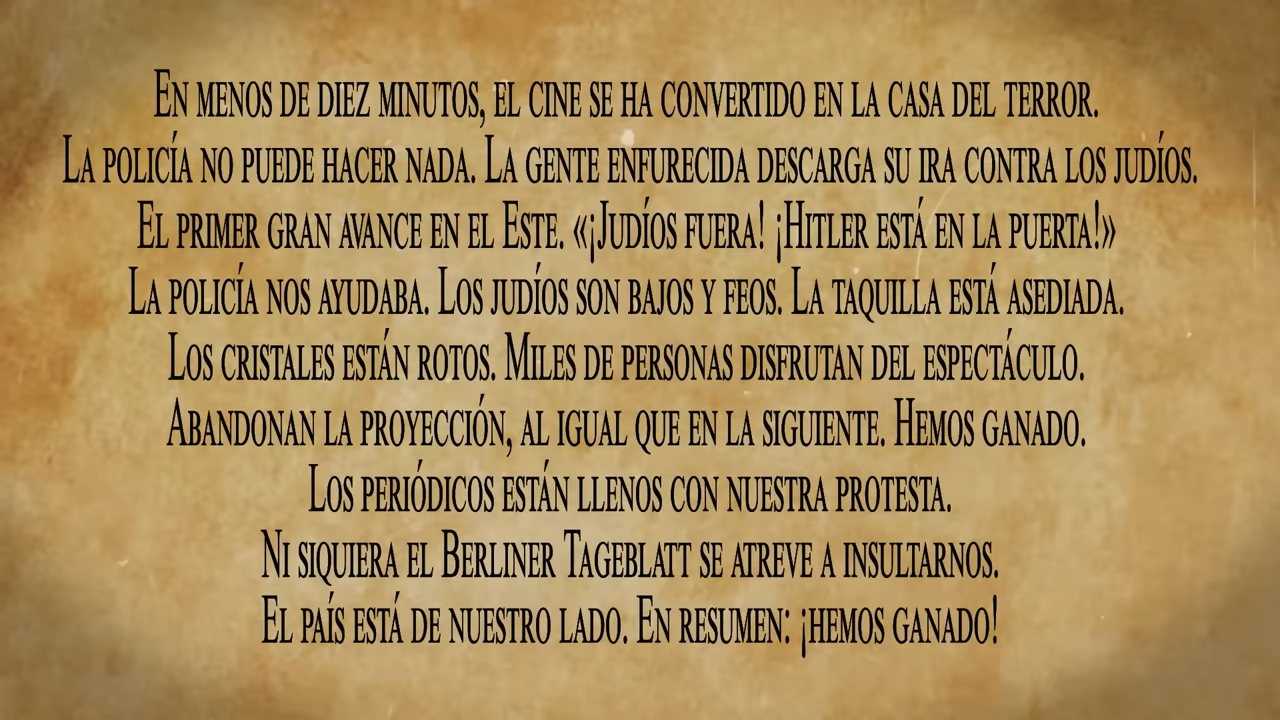 En menos de diez minutos, el cine se ha convertido en la casa del terror.
La policía no puede hacer nada. La gente enfurecida descarga su ira contra los judíos.
El primer gran avance en el Este. «¡Judíos fuera! ¡Hitler está en la puerta!»
La policía nos ayudaba. Los judíos son bajos y feos. La taquilla está asediada.
Los cristales están rotos. Miles de personas disfrutan del espectáculo.
Abandonan la proyección, al igual que en la siguiente. Hemos ganado.
Los periódicos están llenos con nuestra protesta.
Ni siquiera el Berliner Tageblatt se atreve a insultarnos.
El país está de nuestro lado. En resumen: ¡hemos ganado!